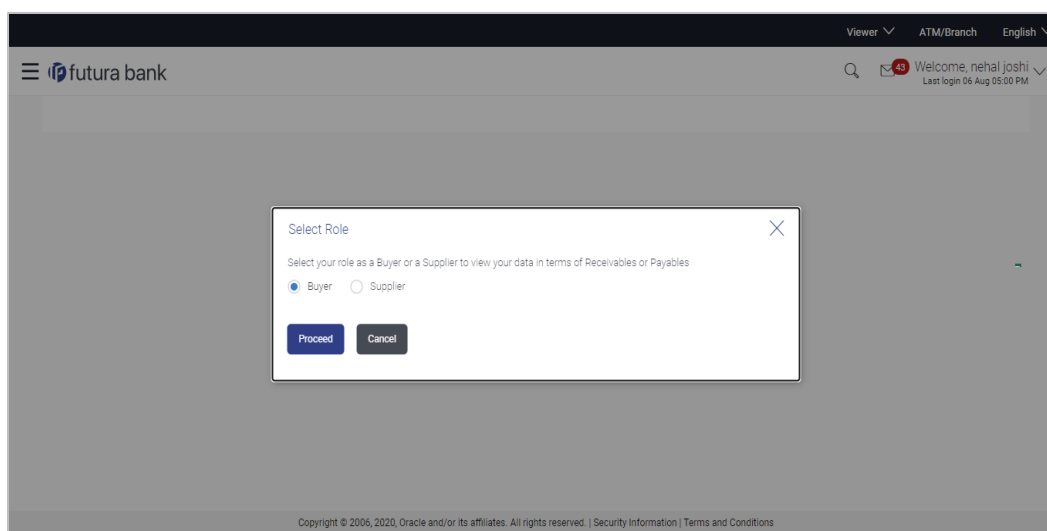 Viewer ATM/Branch English
futura bank
43
Welcome, nehal joshi
Last login 06 Aug 05:00 PM
Select Role
Select your role as a Buyer or a Supplier to view your data in terms of Receivables or Payables
Buyer Supplier
Proceed Cancel
Copyright © 2006, 2020, Oracle and/or its affiliates. All rights reserved. | Security Information | Terms and Conditions